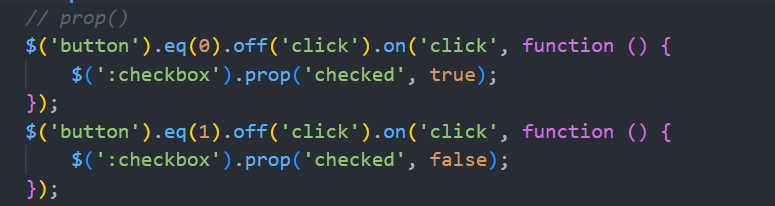 // prop()
$('button').eq(0).off('click').on('click', function () {
    $(':checkbox').prop('checked', true);
});
$('button').eq(1).off('click').on('click', function () {
    $(':checkbox').prop('checked', false);
});